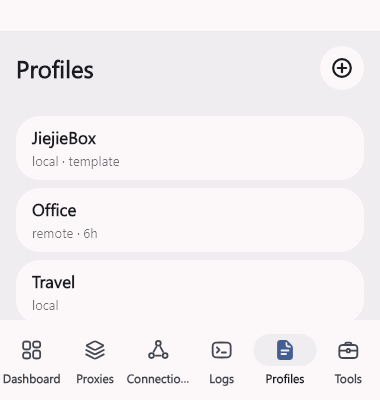 Profiles
JiejieBox
local · template
Office
remote · 6h
Travel
local
Dashboard
Proxies
Connectio...
Logs
Profiles
Tools